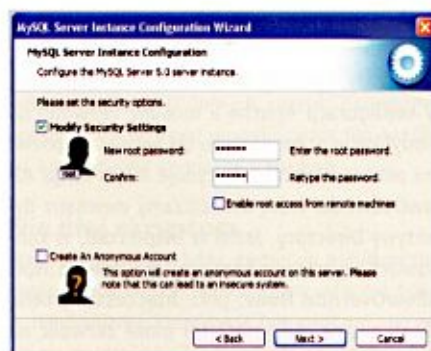 MySQL Server Instance Configuration Wizard
MySQL Server Instance Configuration
Configure the MySQL Server 5.0 server instance.
Please set the security options.
Modify Security Settings
New root password: ****** Enter the root password.
root
Confirm: ****** Retype the password.
Enable root access from remote machines
Create An Anonymous Account
This option will create an anonymous account on this server. Please
note that this can lead to an insecure system.
< Back Next > Cancel